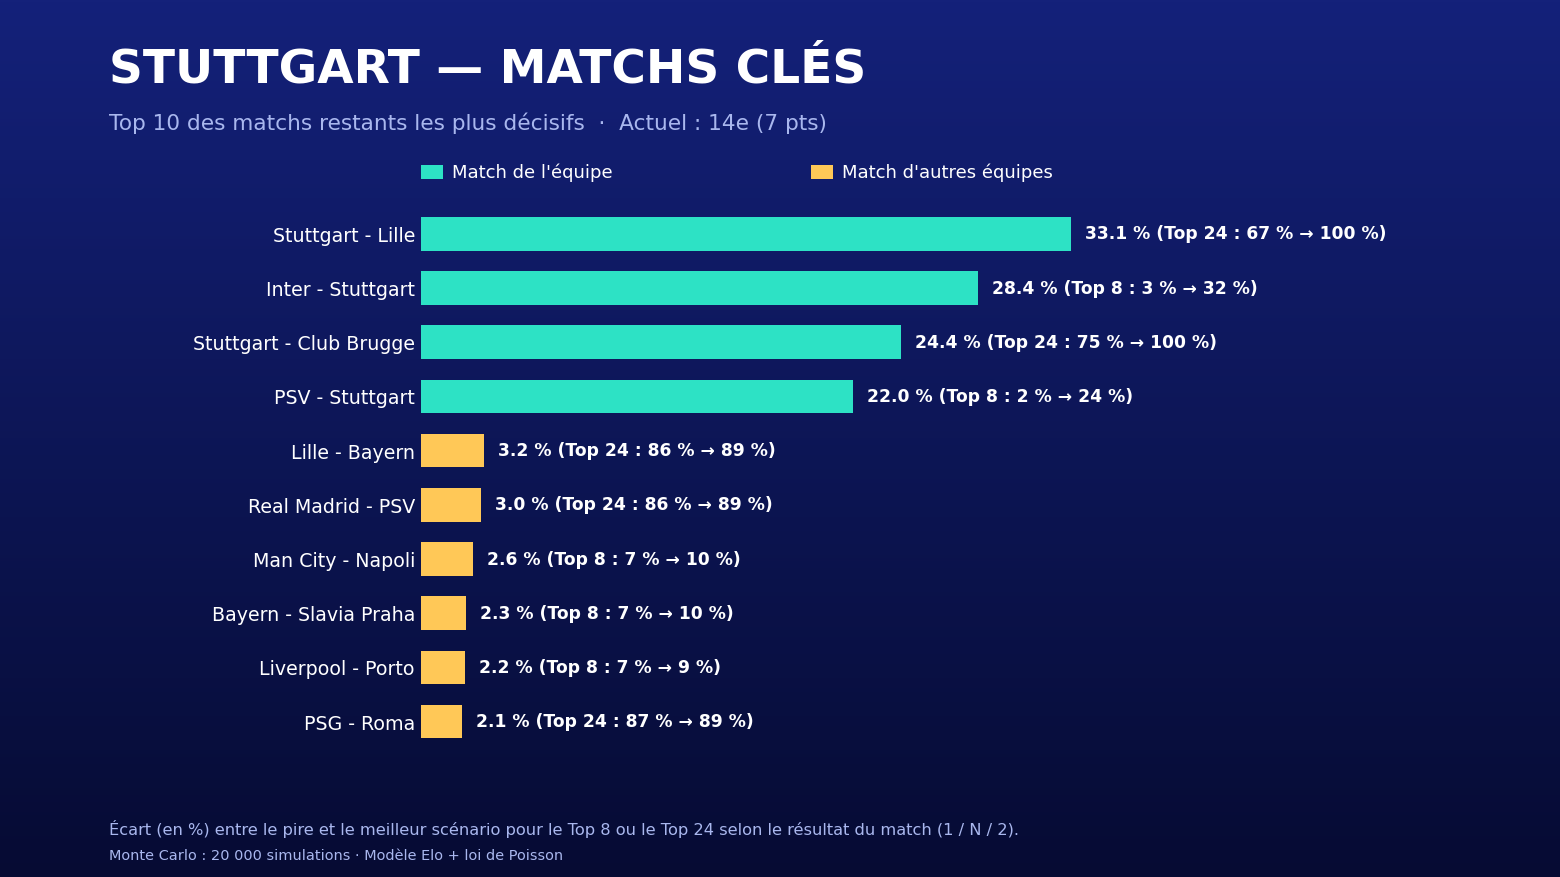 STUTTGART — MATCHS CLÉS
Top 10 des matchs restants les plus décisifs · Actuel : 14e (7 pts)
Match de l'équipe Match d'autres équipes
Stuttgart - Lille 33.1 % (Top 24 : 67 % → 100 %)
Inter - Stuttgart 28.4 % (Top 8 : 3 % → 32 %)
Stuttgart - Club Brugge 24.4 % (Top 24 : 75 % → 100 %)
PSV - Stuttgart 22.0 % (Top 8 : 2 % → 24 %)
Lille - Bayern 3.2 % (Top 24 : 86 % → 89 %)
Real Madrid - PSV 3.0 % (Top 24 : 86 % → 89 %)
Man City - Napoli 2.6 % (Top 8 : 7 % → 10 %)
Bayern - Slavia Praha 2.3 % (Top 8 : 7 % → 10 %)
Liverpool - Porto 2.2 % (Top 8 : 7 % → 9 %)
PSG - Roma 2.1 % (Top 24 : 87 % → 89 %)
Écart (en %) entre le pire et le meilleur scénario pour le Top 8 ou le Top 24 selon le résultat du match (1 / N / 2).
Monte Carlo : 20 000 simulations · Modèle Elo + loi de Poisson